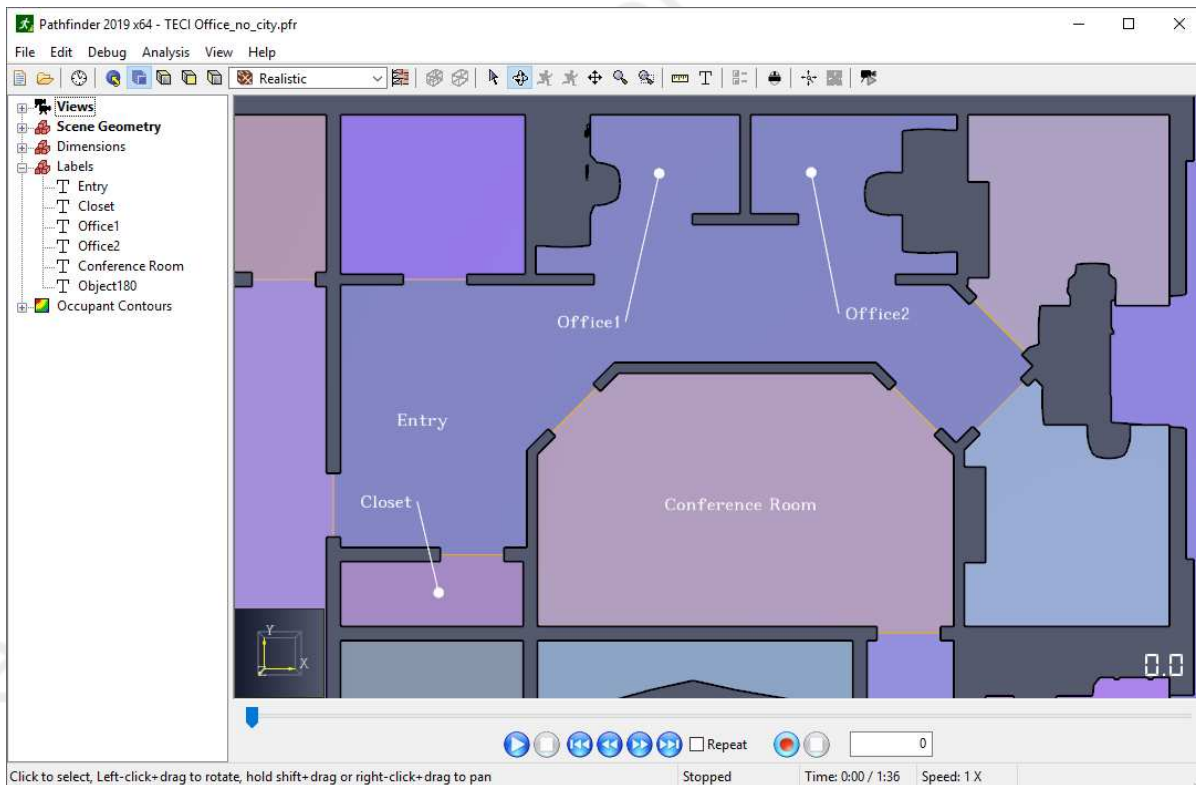 Pathfinder 2019 x64 - TECI Office_no_city.pfr
File Edit Debug Analysis View Help
Realistic
Views
Scene Geometry
Dimensions
Labels
Entry
Closet
Office1
Office2
Conference Room
Object180
Occupant Contours
Office1
Office2
Entry
Closet
Conference Room
Y
Z
X
0.0
Repeat
0
Click to select, Left-click+drag to rotate, hold shift+drag or right-click+drag to pan
Stopped
Time: 0:00 / 1:36
Speed: 1 X